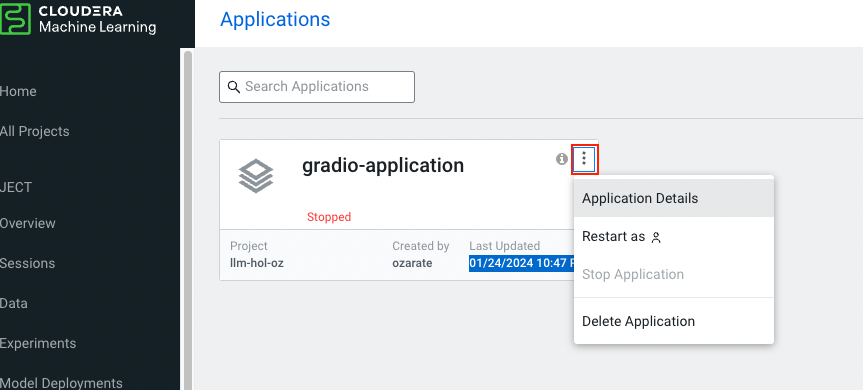 CLOUDERA
Machine Learning
Applications
Home
All Projects
JECT
Overview
Sessions
Data
Experiments
Model Deployments
Search Applications
gradio-application
Stopped
Project
llm-hol-oz
Created by
ozarate
Last Updated
01/24/2024 10:47
Application Details
Restart as
Stop Application
Delete Application